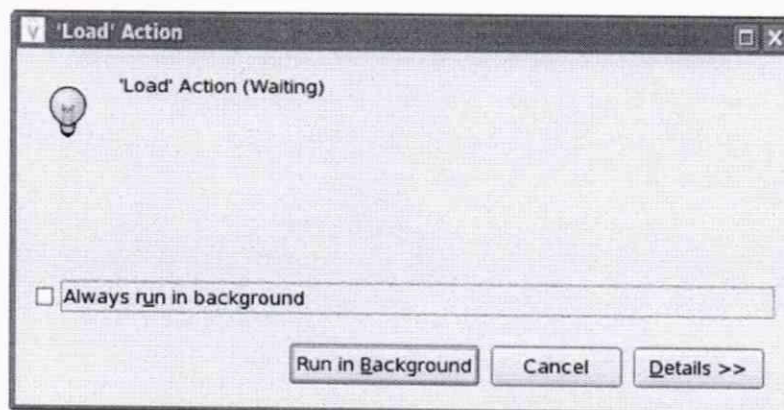 'Load' Action
'Load' Action (Waiting)
Always run in background
Run in Background Cancel Details >>